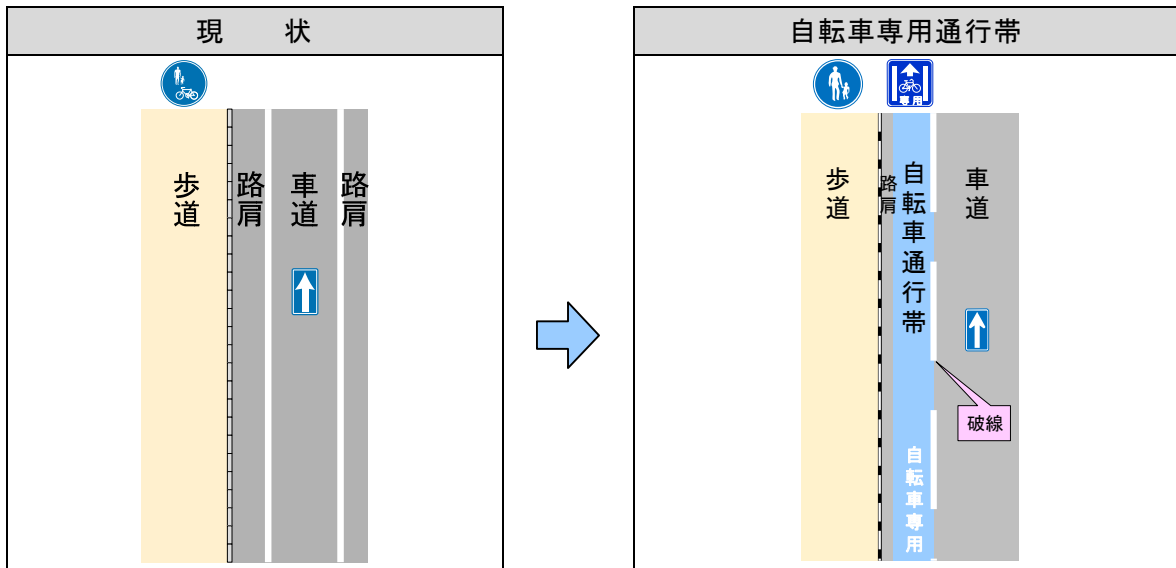 現 状
歩道
路肩
車道
路肩
自転車専用通行帯
専用
歩道
路肩
自転車通行帯
車道
破線
自転車専用